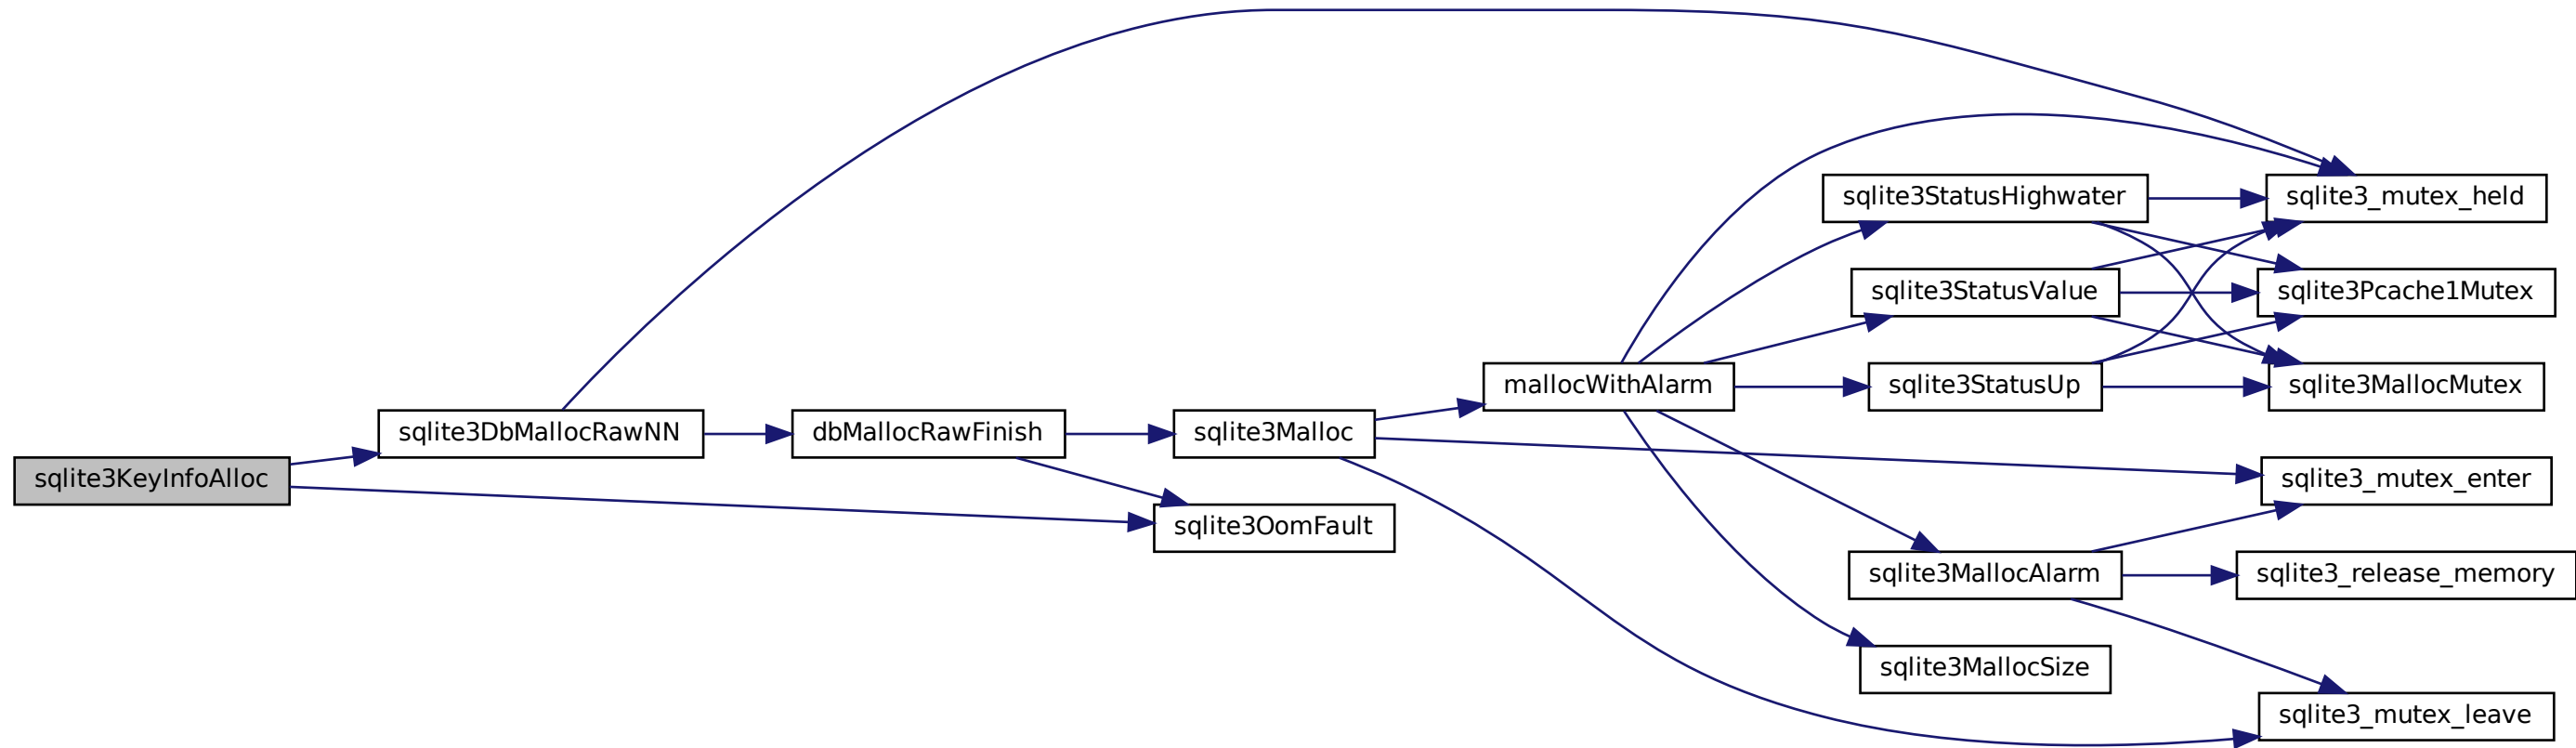 sqlite3KeyInfoAlloc
sqlite3DbMallocRawNN
dbMallocRawFinish
sqlite3OomFault
sqlite3Malloc
mallocWithAlarm
sqlite3StatusHighwater
sqlite3StatusValue
sqlite3StatusUp
sqlite3MallocAlarm
sqlite3MallocSize
sqlite3_mutex_held
sqlite3Pcache1Mutex
sqlite3MallocMutex
sqlite3_mutex_enter
sqlite3_release_memory
sqlite3_mutex_leave